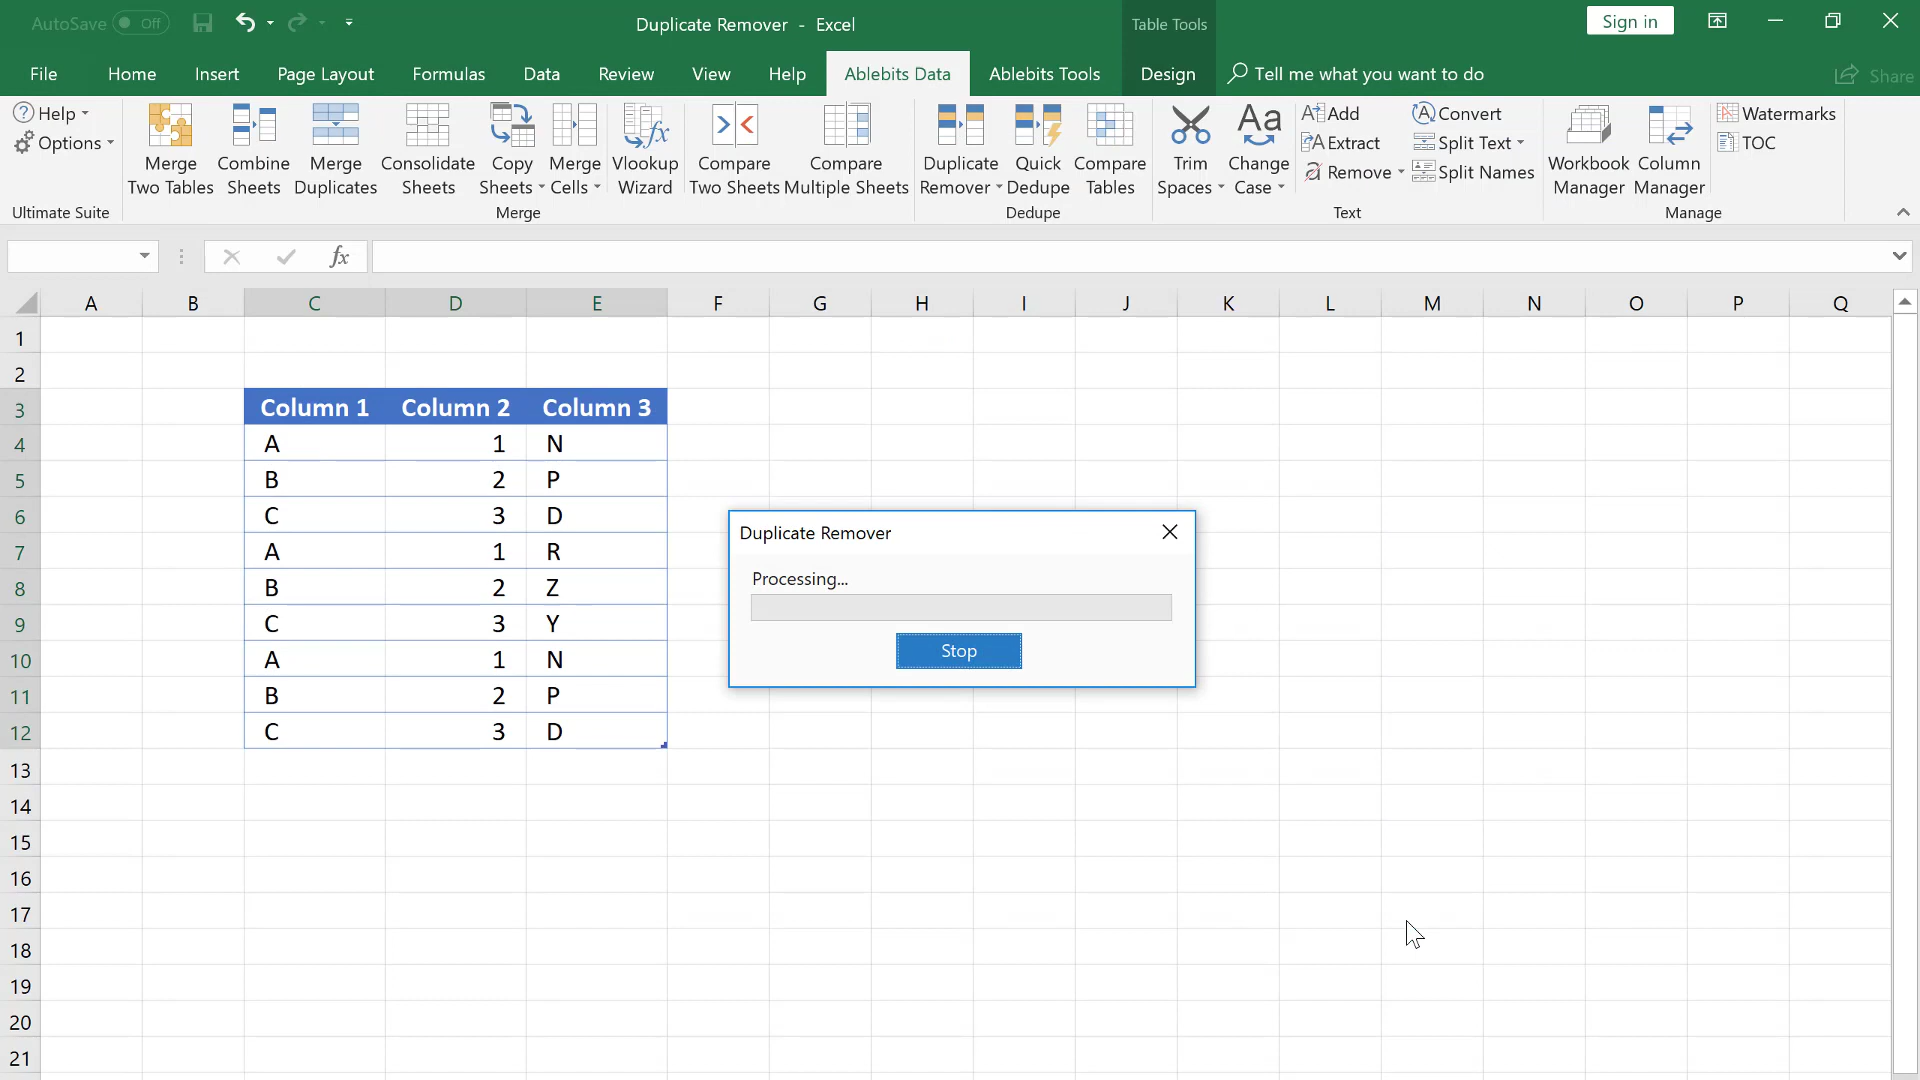 AutoSave Off
Duplicate Remover - Excel
Table Tools
Sign in
File Home Insert Page Layout Formulas Data Review View Help Ablebits Data Ablebits Tools Design Tell me what you want to do Share
Help
Options
Ultimate Suite
Merge Two Tables
Combine Sheets
Merge Duplicates
Consolidate Sheets
Copy Sheets
Merge Cells
Vlookup Wizard
Compare Two Sheets
Compare Multiple Sheets
Merge
Duplicate Remover
Quick Dedupe
Compare Tables
Dedupe
Trim Spaces
Change Case
Add
Extract
Remove
Convert
Split Text
Split Names
Text
Workbook Manager
Column Manager
Watermarks
TOC
Manage
fx
A B C D E F G H I J K L M N O P Q
1
2
3 Column 1 Column 2 Column 3
4 A 1 N
5 B 2 P
6 C 3 D
7 A 1 R
8 B 2 Z
9 C 3 Y
10 A 1 N
11 B 2 P
12 C 3 D
13
14
15
16
17
18
19
20
21
Duplicate Remover
Processing...
Stop